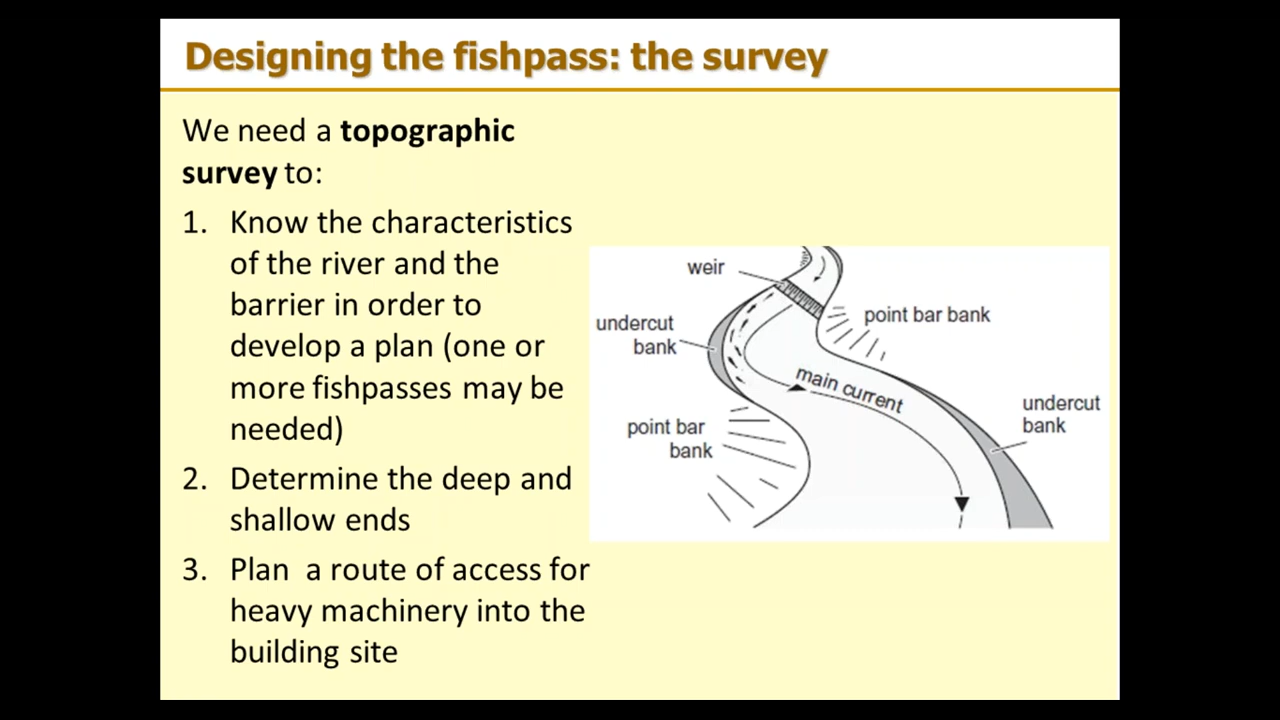 Designing the fishpass: the survey
We need a topographic
survey to:
1. Know the characteristics
of the river and the
barrier in order to
develop a plan (one or
more fishpasses may be
needed)
2. Determine the deep and
shallow ends
3. Plan  a route of access for
heavy machinery into the
building site
weir
point bar bank
undercut
bank
main current
undercut
bank
point bar
bank